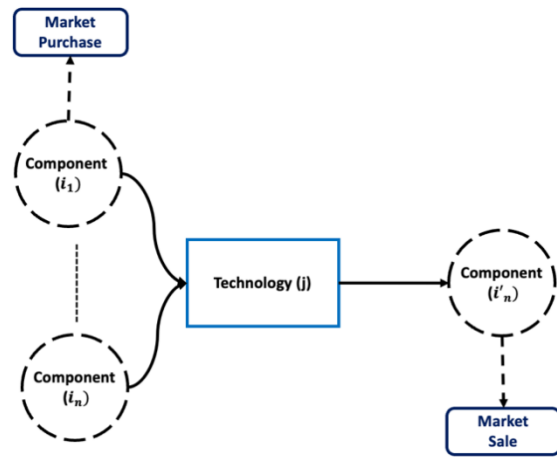 Market
Purchase
Component
(i₁)
Technology (j)
Component
(i'ₙ)
Component
(iₙ)
Market
Sale